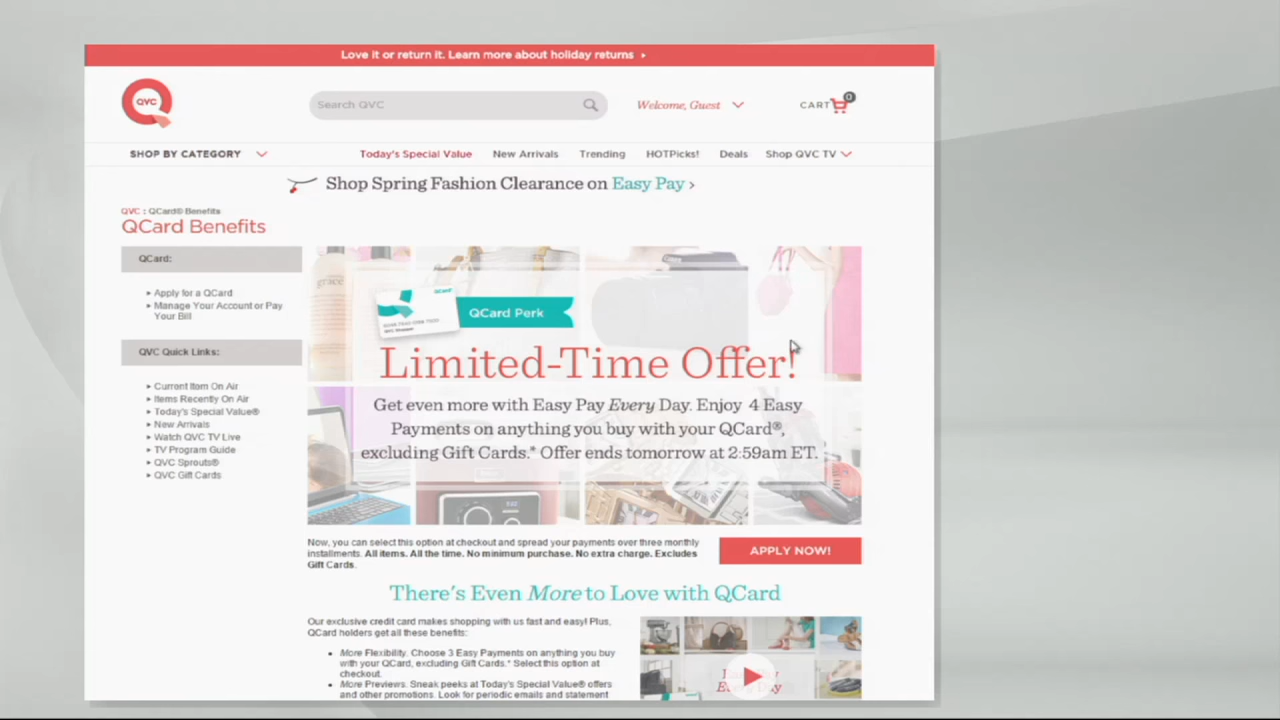 Love it or return it. Learn more about holiday returns
QVC
Search QVC
Welcome, Guest
CART
0
SHOP BY CATEGORY
Today's Special Value
New Arrivals
Trending
HOTPicks!
Deals
Shop QVC TV
Shop Spring Fashion Clearance on Easy Pay ›
QVC : QCard® Benefits
QCard Benefits
QCard:
Apply for a QCard
Manage Your Account or Pay
Your Bill
QVC Quick Links:
Current Item On Air
Items Recently On Air
Today's Special Value®
New Arrivals
Watch QVC TV Live
TV Program Guide
QVC Sprouts®
QVC Gift Cards
grace
QCard
QCard Perk
Limited-Time Offer!
Get even more with Easy Pay Every Day. Enjoy 4 Easy
Payments on anything you buy with your QCard®,
excluding Gift Cards.* Offer ends tomorrow at 2:59am ET.
Now, you can select this option at checkout and spread your payments over three monthly
installments. All items. All the time. No minimum purchase. No extra charge. Excludes
Gift Cards.
APPLY NOW!
There's Even More to Love with QCard
Our exclusive credit card makes shopping with us fast and easy! Plus,
QCard holders get all these benefits:
More Flexibility. Choose 3 Easy Payments on anything you buy
with your QCard, excluding Gift Cards.* Select this option at
checkout.
More Previews. Sneak peeks at Today's Special Value® offers
and other promotions. Look for periodic emails and statement
Easy Pay
Every Day